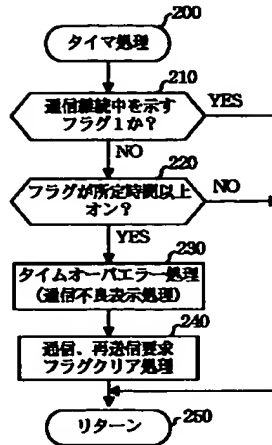 200
タイマ処理
210
通信継続中を示す
フラグ1か?
YES
NO
220
フラグが所定時間以上
オン?
NO
YES
230
タイムオーバエラー処理
(通信不良表示処理)
240
通信、再送信要求
フラグクリア処理
リターン
250